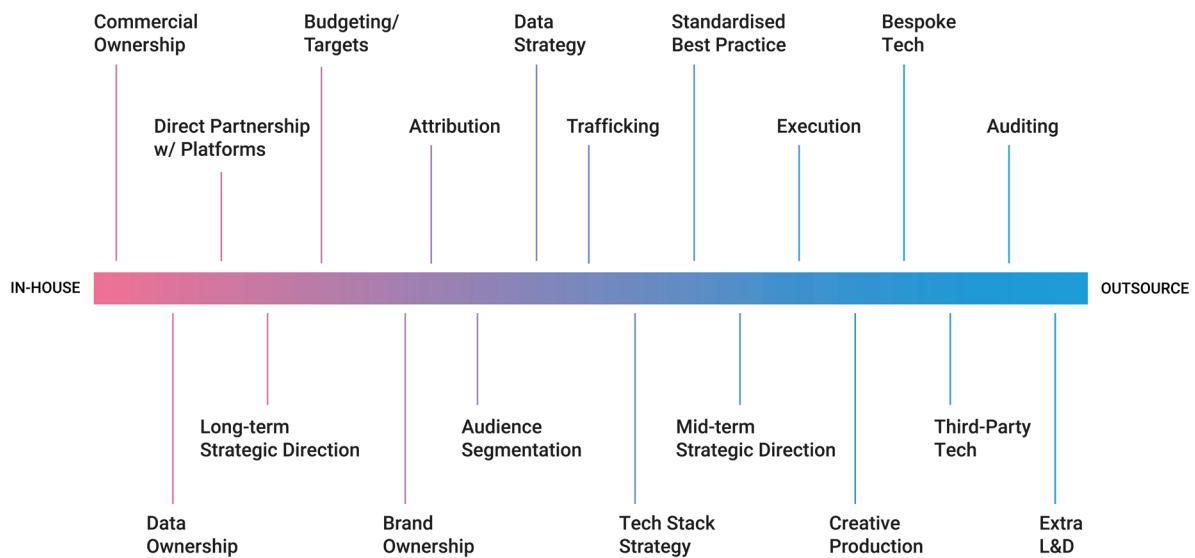 Commercial
Ownership
Budgeting/
Targets
Data
Strategy
Standardised
Best Practice
Bespoke
Tech
Direct Partnership
w/ Platforms
Attribution
Trafficking
Execution
Auditing
IN-HOUSE
OUTSOURCE
Long-term
Strategic Direction
Audience
Segmentation
Mid-term
Strategic Direction
Third-Party
Tech
Data
Ownership
Brand
Ownership
Tech Stack
Strategy
Creative
Production
Extra
L&D